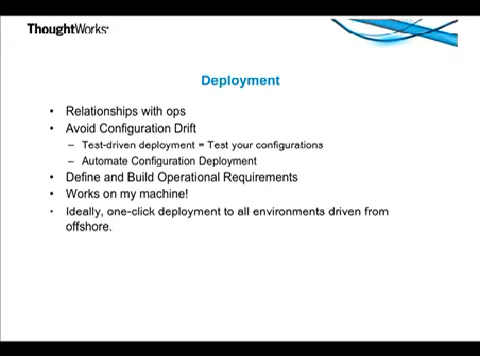 ThoughtWorks®
Deployment
• Relationships with ops
• Avoid Configuration Drift
– Test-driven deployment = Test your configurations
– Automate Configuration Deployment
• Define and Build Operational Requirements
• Works on my machine!
• Ideally, one-click deployment to all environments driven from
offshore.